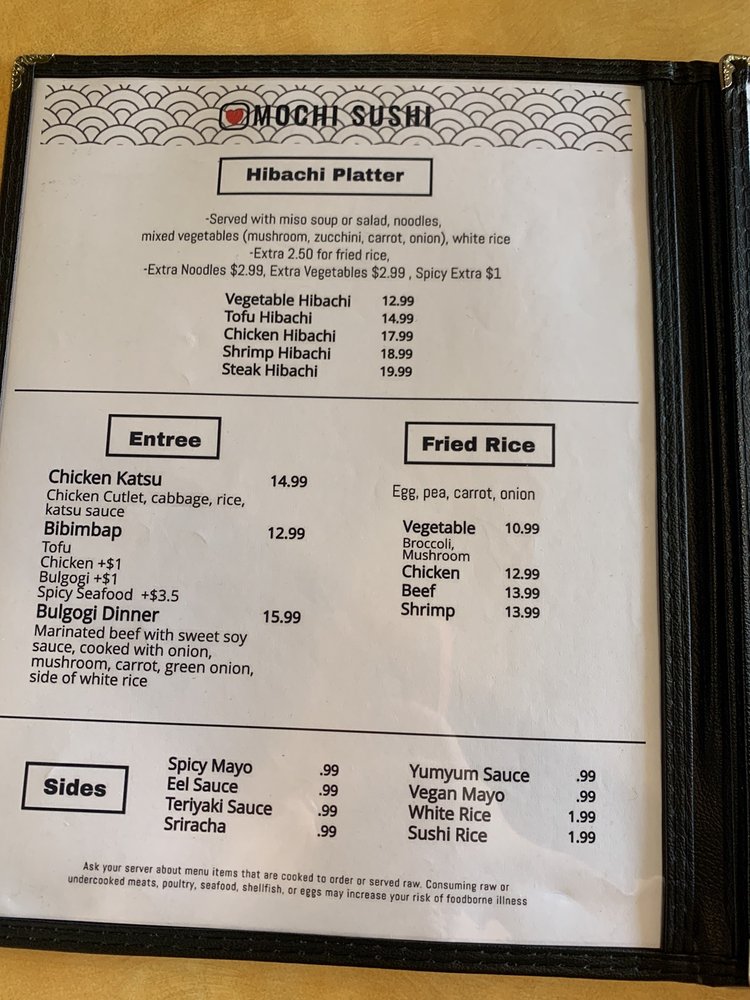 MOCHI SUSHI
Hibachi Platter
-Served with miso soup or salad, noodles,
mixed vegetables (mushroom, zucchini, carrot, onion), white rice
-Extra 2.50 for fried rice,
-Extra Noodles $2.99, Extra Vegetables $2.99 , Spicy Extra $1
Vegetable Hibachi 12.99
Tofu Hibachi 14.99
Chicken Hibachi 17.99
Shrimp Hibachi 18.99
Steak Hibachi 19.99
Entree
Chicken Katsu 14.99
Chicken Cutlet, cabbage, rice,
katsu sauce
Bibimbap 12.99
Tofu
Chicken +$1
Bulgogi +$1
Spicy Seafood +$3.5
Bulgogi Dinner 15.99
Marinated beef with sweet soy
sauce, cooked with onion,
mushroom, carrot, green onion,
side of white rice
Fried Rice
Egg, pea, carrot, onion
Vegetable 10.99
Broccoli,
Mushroom
Chicken 12.99
Beef 13.99
Shrimp 13.99
Sides
Spicy Mayo .99
Eel Sauce .99
Teriyaki Sauce .99
Sriracha .99
Yumyum Sauce .99
Vegan Mayo .99
White Rice 1.99
Sushi Rice 1.99
Ask your server about menu items that are cooked to order or served raw. Consuming raw or
undercooked meats, poultry, seafood, shellfish, or eggs may increase your risk of foodborne illness